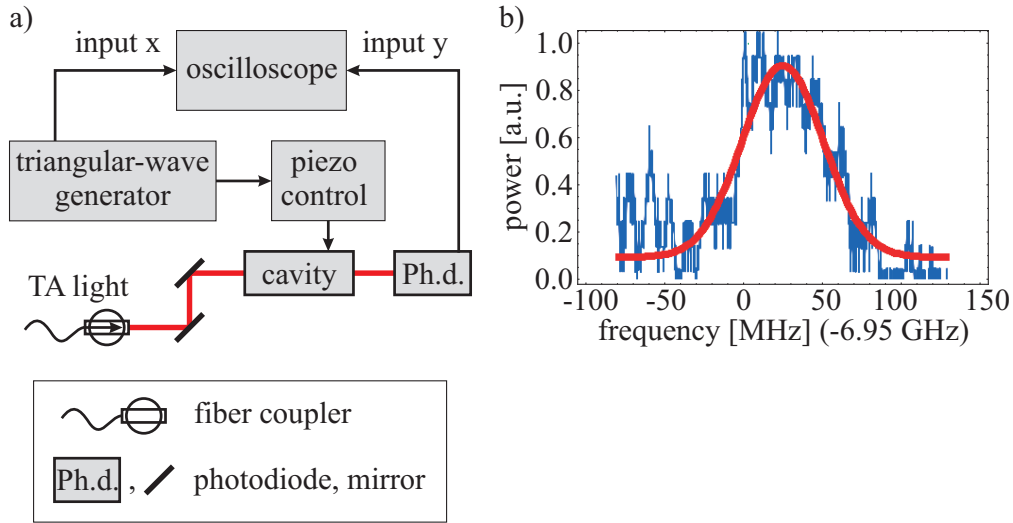 a)
input x
input y
oscilloscope
triangular-wave
generator
piezo
control
cavity
Ph.d.
TA light
fiber coupler
Ph.d. , photodiode, mirror
b)
power [a.u.]
1.0
0.8
0.6
0.4
0.2
0.0
-100 -50 0 50 100 150
frequency [MHz] (-6.95 GHz)